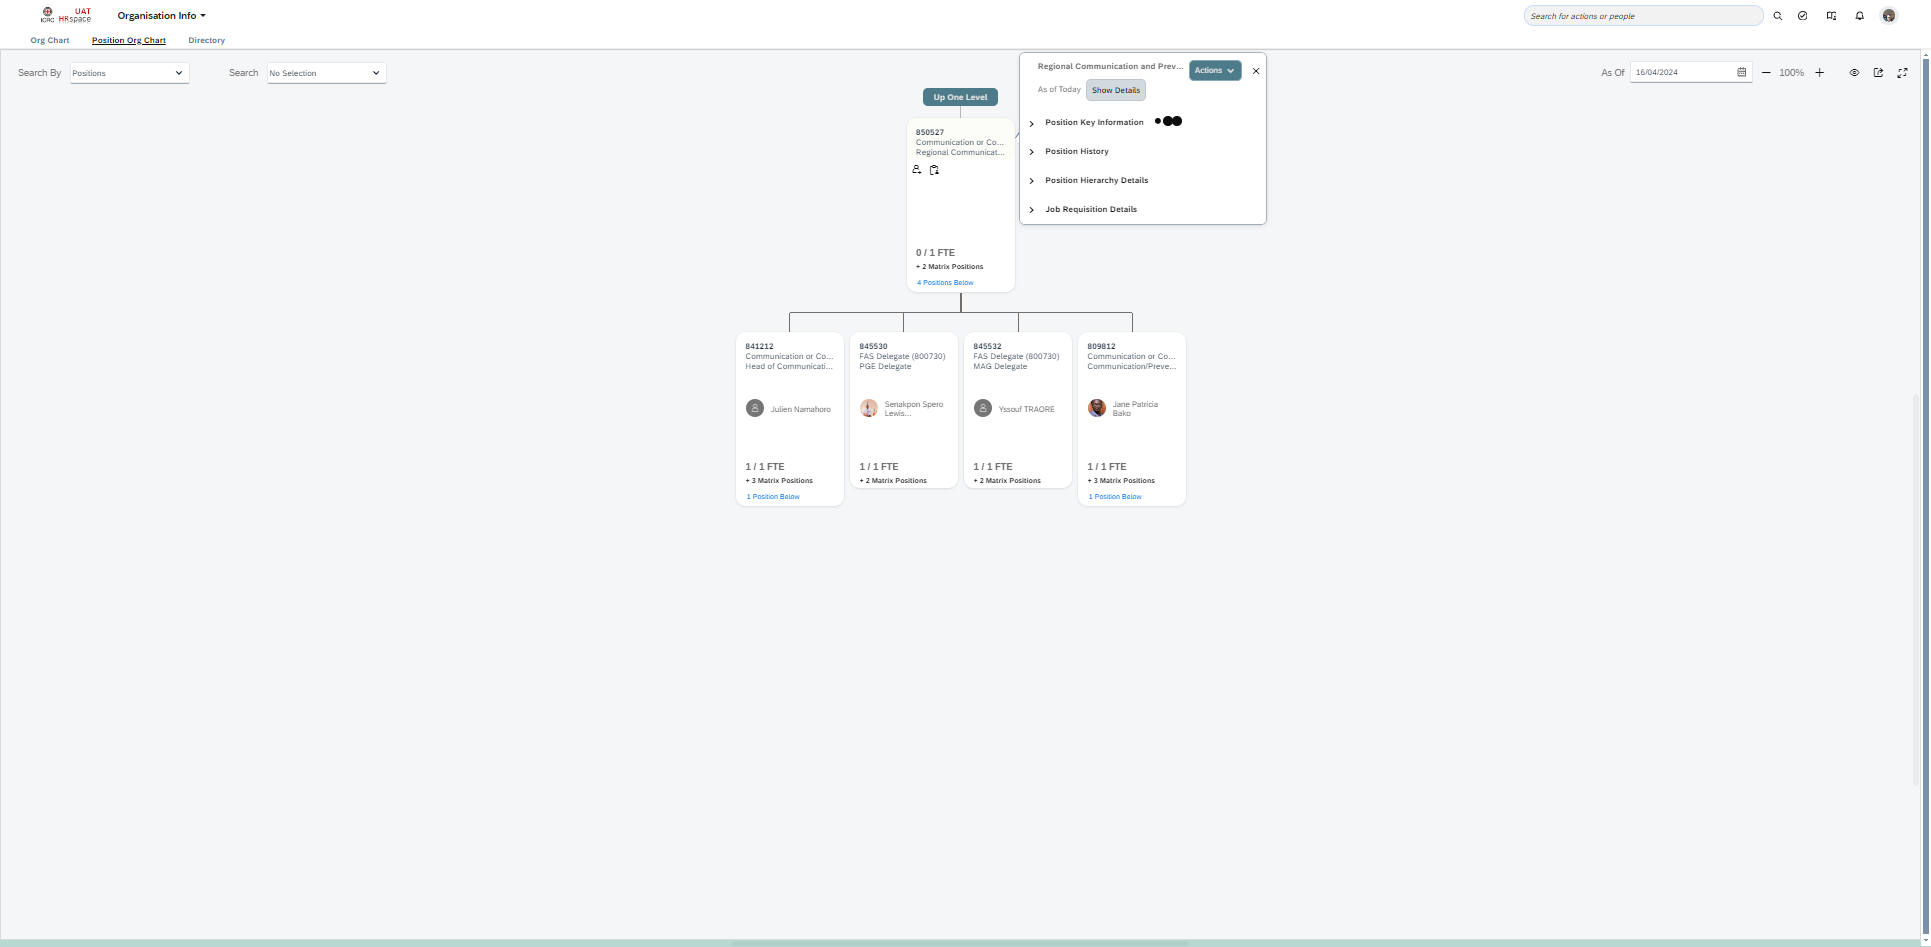 ICRC
UAT
HRspace
Organisation Info
Search for actions or people
Org Chart
Position Org Chart
Directory
Search By
Positions
Search
No Selection
As Of
16/04/2024
100%
Regional Communication and Prev...
Actions
As of Today
Show Details
Position Key Information
Position History
Position Hierarchy Details
Job Requisition Details
Up One Level
850527
Communication or Co...
Regional Communicat...
0 / 1 FTE
+ 2 Matrix Positions
4 Positions Below
841212
Communication or Co...
Head of Communicati...
Julien Namahoro
1 / 1 FTE
+ 3 Matrix Positions
1 Position Below
845530
FAS Delegate (800730)
PGE Delegate
Senakpon Spero
Lewis...
1 / 1 FTE
+ 2 Matrix Positions
845532
FAS Delegate (800730)
MAG Delegate
Yssouf TRAORE
1 / 1 FTE
+ 2 Matrix Positions
809812
Communication or Co...
Communication/Preve...
Jane Patricia
Bako
1 / 1 FTE
+ 3 Matrix Positions
1 Position Below